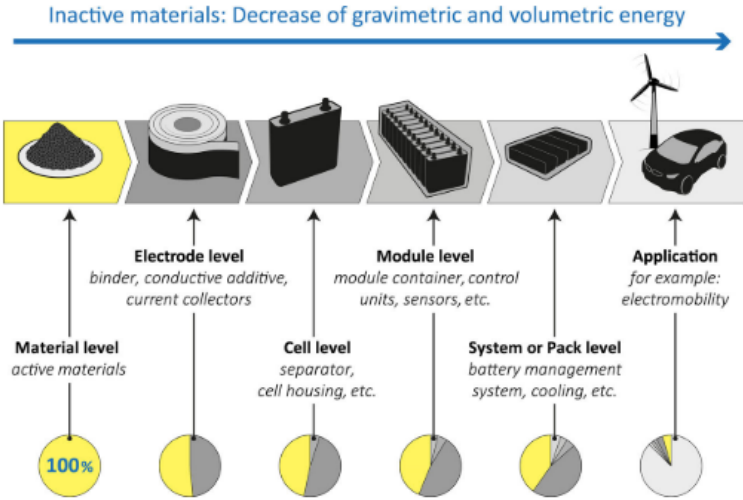 Inactive materials: Decrease of gravimetric and volumetric energy
Electrode level
binder, conductive additive,
current collectors
Module level
module container, control
units, sensors, etc.
Application
for example:
electromobility
Material level
active materials
Cell level
separator,
cell housing, etc.
System or Pack level
battery management
system, cooling, etc.
100%